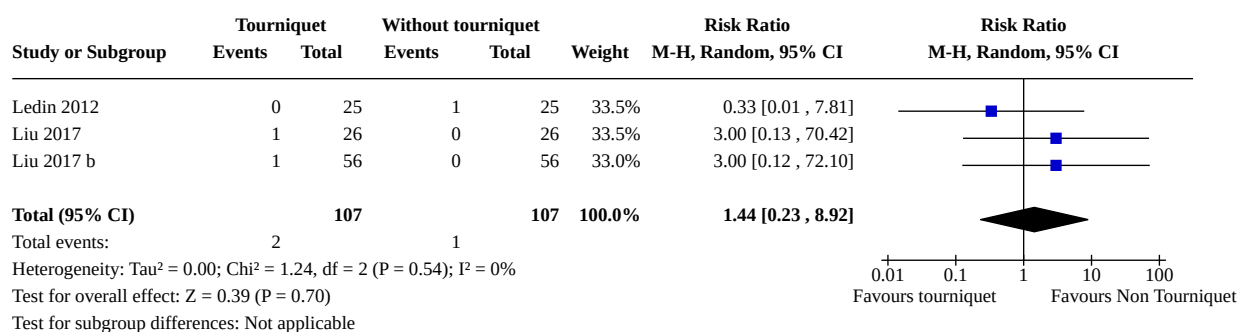 Tourniquet Without tourniquet Risk Ratio Risk Ratio
Study or Subgroup Events Total Events Total Weight M-H, Random, 95% CI M-H, Random, 95% CI
Ledin 2012 0 25 1 25 33.5% 0.33 [0.01 , 7.81]
Liu 2017 1 26 0 26 33.5% 3.00 [0.13 , 70.42]
Liu 2017 b 1 56 0 56 33.0% 3.00 [0.12 , 72.10]
Total (95% CI) 107 107 100.0% 1.44 [0.23 , 8.92]
Total events: 2 1
Heterogeneity: Tau² = 0.00; Chi² = 1.24, df = 2 (P = 0.54); I² = 0%
0.01 0.1 1 10 100
Test for overall effect: Z = 0.39 (P = 0.70) Favours tourniquet Favours Non Tourniquet
Test for subgroup differences: Not applicable